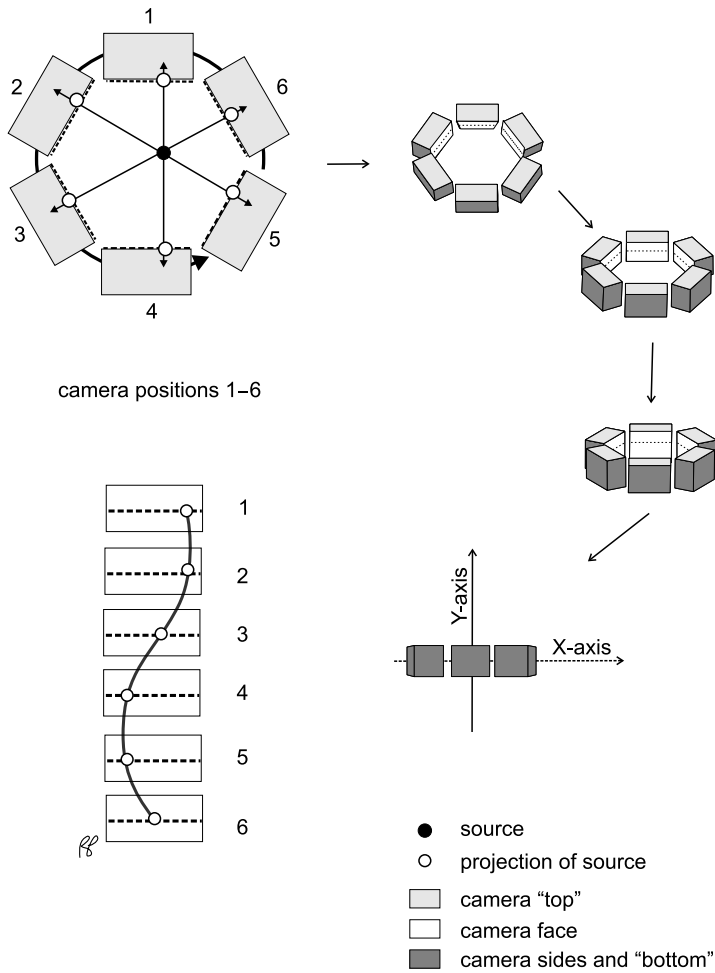 1
2
6
3
5
4
camera positions 1–6
1
2
3
4
5
6
Y-axis
X-axis
source
projection of source
camera “top”
camera face
camera sides and “bottom”